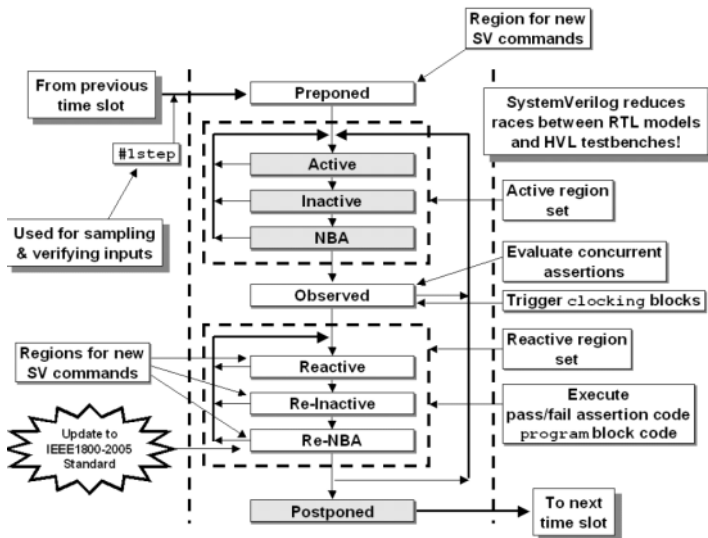 Region for new
SV commands
From previous
time slot
Preponed
SystemVerilog reduces
races between RTL models
and HVL testbenches!
#1step
Active
Inactive
NBA
Active region
set
Used for sampling
& verifying inputs
Evaluate concurrent
assertions
Observed
Trigger clocking blocks
Regions for new
SV commands
Reactive
Re-Inactive
Re-NBA
Reactive region
set
Execute
pass/fail assertion code
program block code
Update to
IEEE1800-2005
Standard
Postponed
To next
time slot